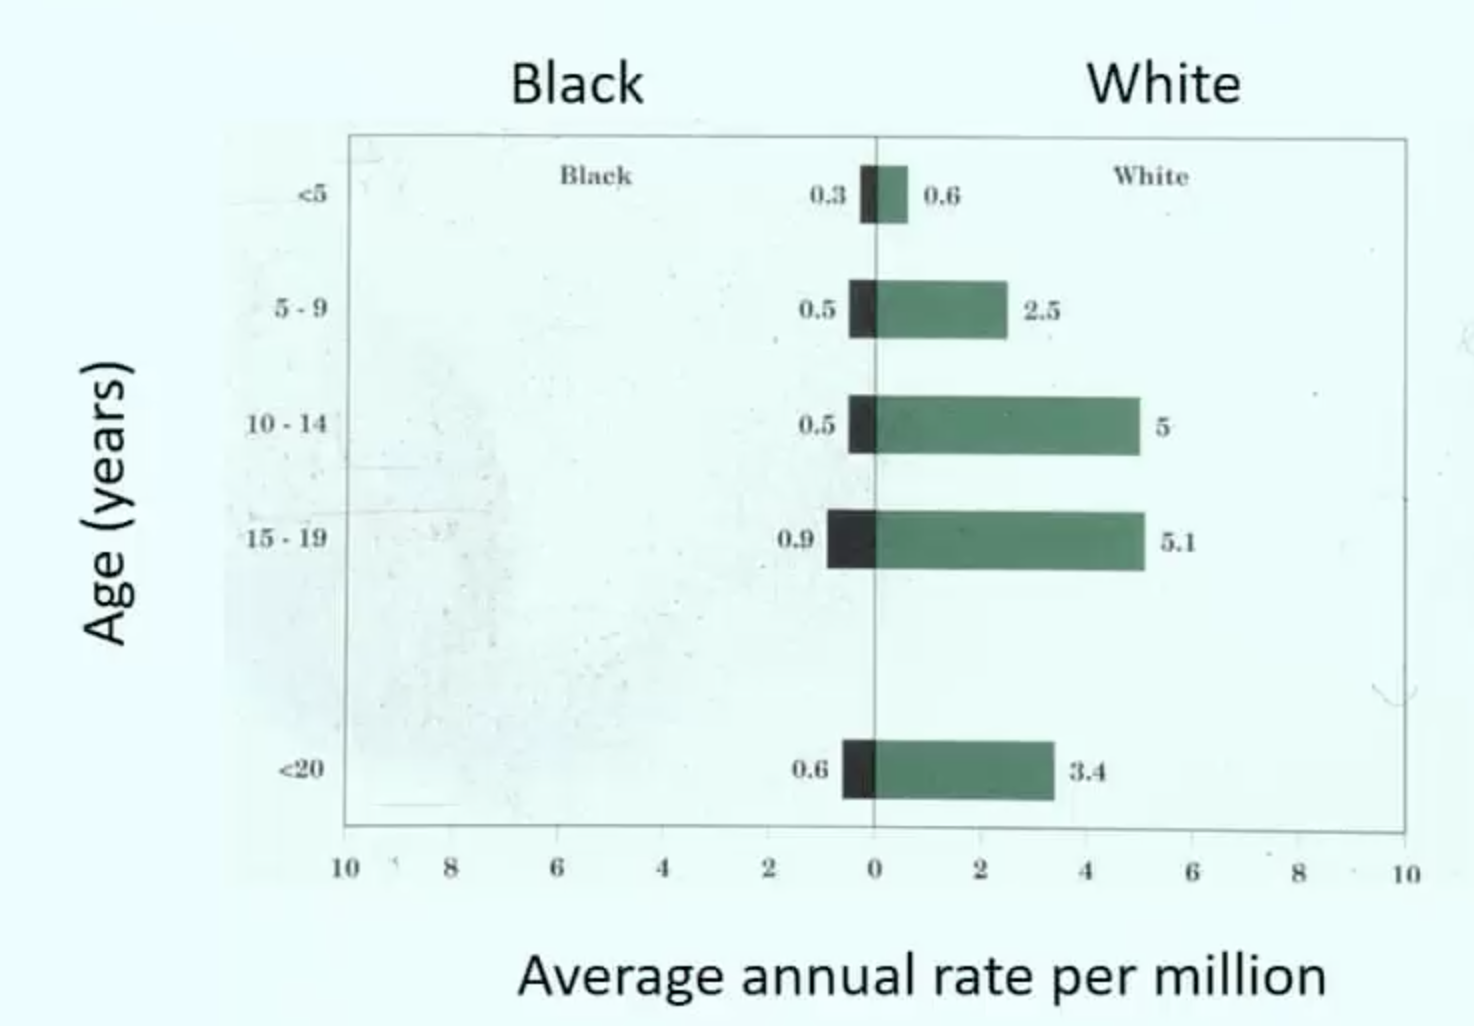 Black White
Black White
<5 0.3 0.6
5 - 9 0.5 2.5
10 - 14 0.5 5
15 - 19 0.9 5.1
<20 0.6 3.4
10 8 6 4 2 0 2 4 6 8 10
Age (years)
Average annual rate per million